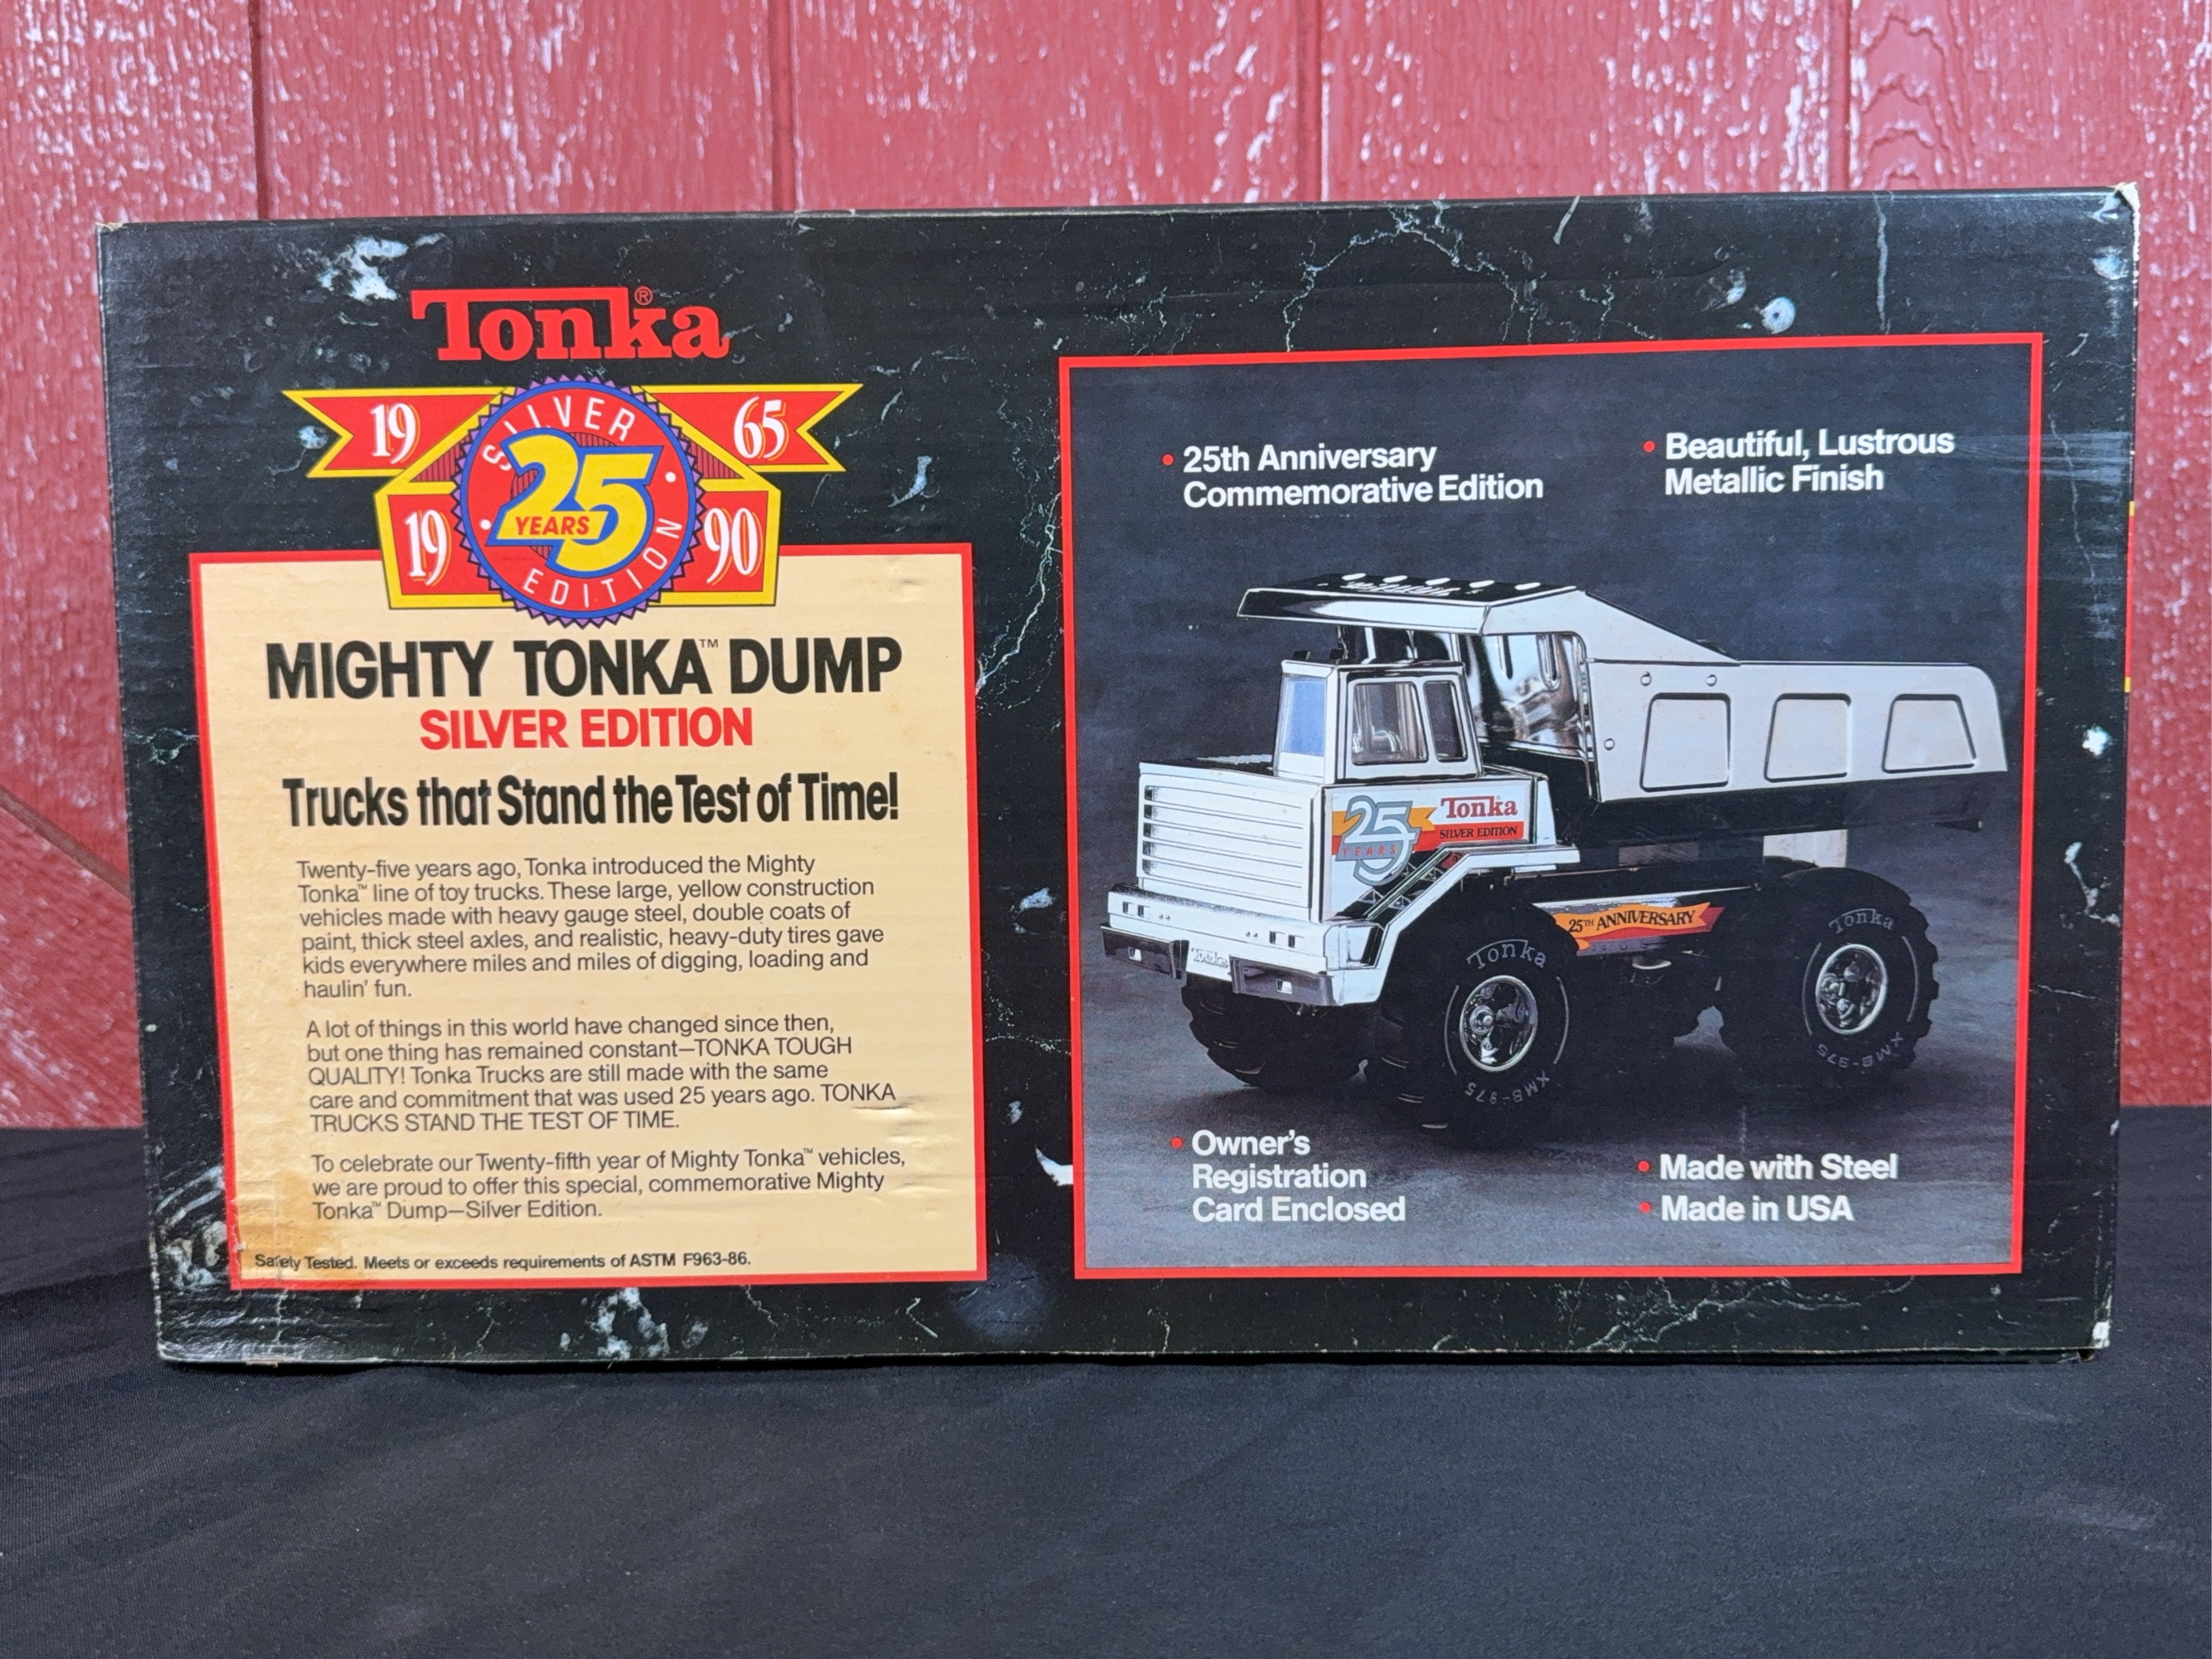 Tonka®
19 65
SILVER
25
YEARS
EDITION
19 90
MIGHTY TONKA™ DUMP
SILVER EDITION
Trucks that Stand the Test of Time!
Twenty-five years ago, Tonka introduced the Mighty
Tonka™ line of toy trucks. These large, yellow construction
vehicles made with heavy gauge steel, double coats of
paint, thick steel axles, and realistic, heavy-duty tires gave
kids everywhere miles and miles of digging, loading and
haulin' fun.
A lot of things in this world have changed since then,
but one thing has remained constant—TONKA TOUGH
QUALITY! Tonka Trucks are still made with the same
care and commitment that was used 25 years ago. TONKA
TRUCKS STAND THE TEST OF TIME.
To celebrate our Twenty-fifth year of Mighty Tonka™ vehicles,
we are proud to offer this special, commemorative Mighty
Tonka™ Dump—Silver Edition.
Safety Tested. Meets or exceeds requirements of ASTM F963-86.
• 25th Anniversary
Commemorative Edition
• Beautiful, Lustrous
Metallic Finish
25
YEARS
Tonka
SILVER EDITION
25TH ANNIVERSARY
Tonka
Tonka
XMB-975
Tonka
XMB-975
• Owner's
Registration
Card Enclosed
• Made with Steel
• Made in USA